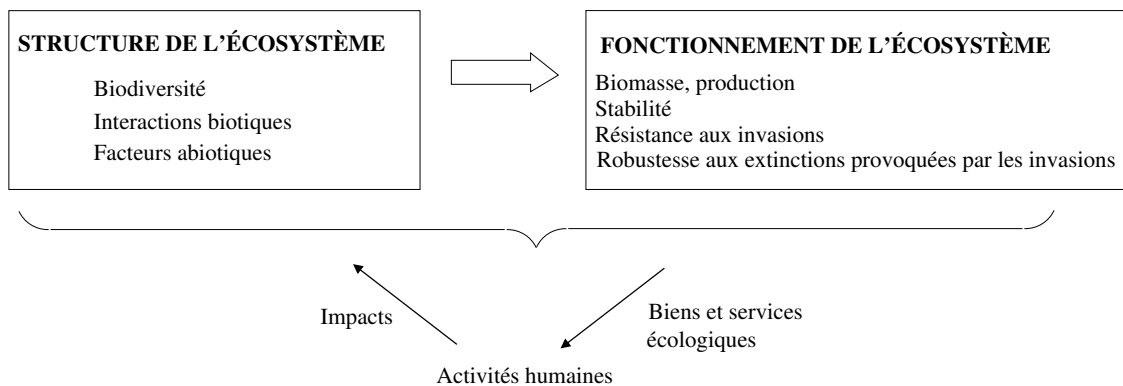 STRUCTURE DE L'ÉCOSYSTÈME
Biodiversité
Interactions biotiques
Facteurs abiotiques
FONCTIONNEMENT DE L'ÉCOSYSTÈME
Biomasse, production
Stabilité
Résistance aux invasions
Robustesse aux extinctions provoquées par les invasions
Impacts
Biens et services
écologiques
Activités humaines